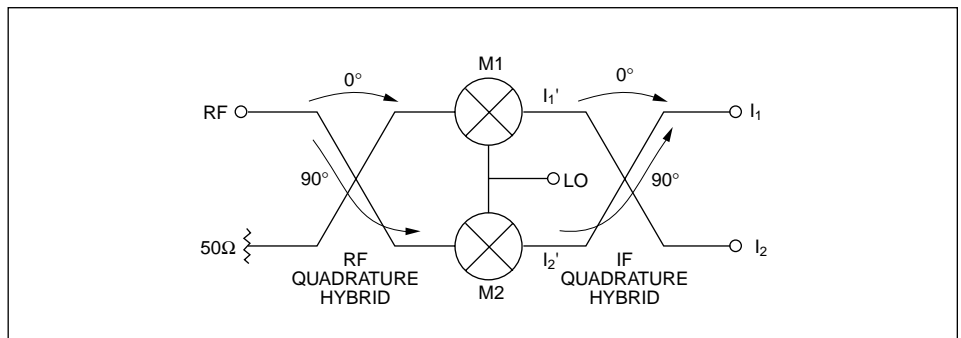 M1
0°
I1'
0°
RF
I1
90°
LO
90°
50Ω
RF
QUADRATURE
HYBRID
I2'
M2
IF
QUADRATURE
HYBRID
I2